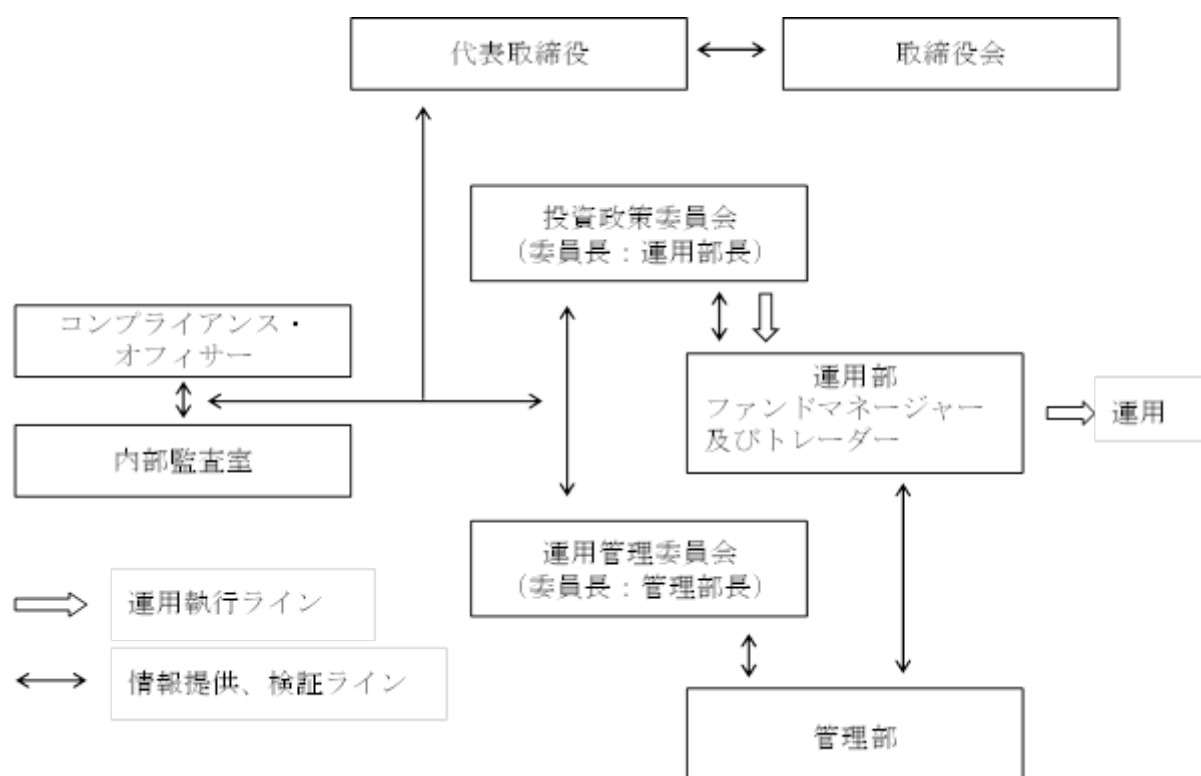 代表取締役
取締役会
投資政策委員会
（委員長：運用部長）
コンプライアンス・
オフィサー
内部監査室
運用部
ファンドマネージャー
及びトレーダー
運用
運用管理委員会
（委員長：管理部長）
運用執行ライン
情報提供、検証ライン
管理部